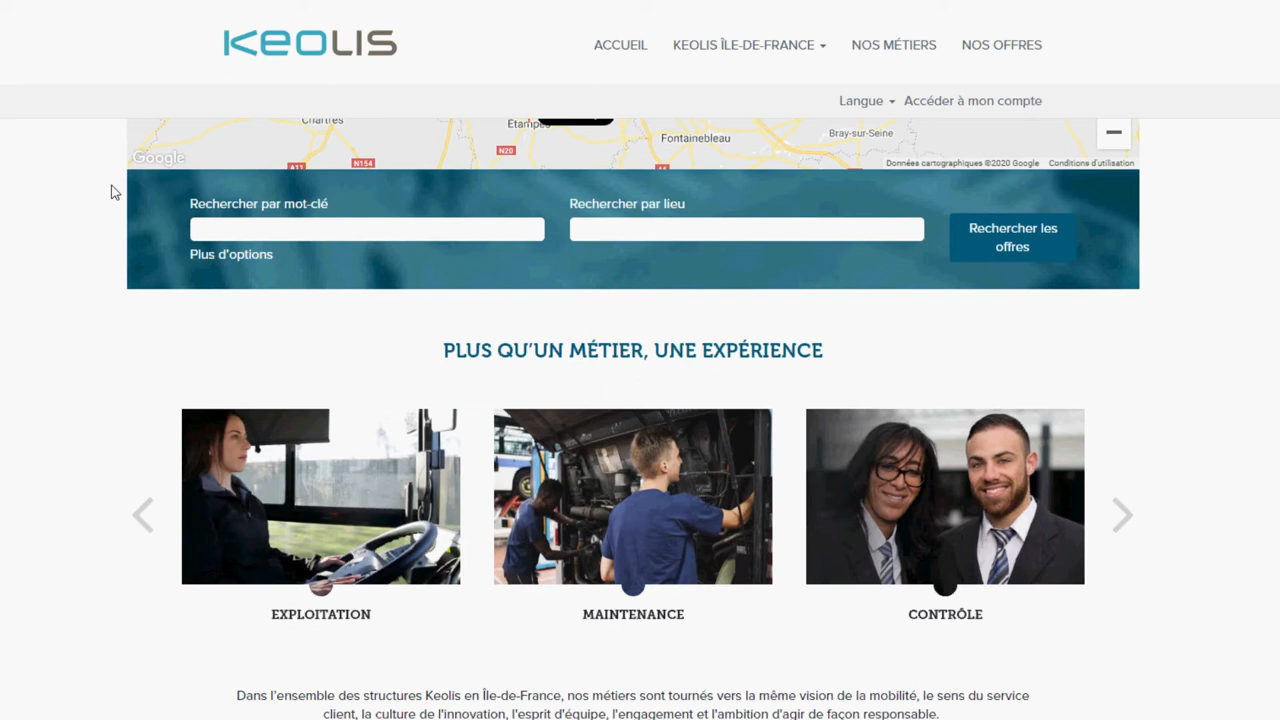 KEOLIS
ACCUEIL
KEOLIS ÎLE-DE-FRANCE
NOS MÉTIERS
NOS OFFRES
Langue
Accéder à mon compte
Chartres
Étampes
Fontainebleau
Bray-sur-Seine
N20
N154
A11
Google
Données cartographiques ©2020 Google
Conditions d'utilisation
Rechercher par mot-clé
Rechercher par lieu
Rechercher les
offres
Plus d'options
PLUS QU'UN MÉTIER, UNE EXPÉRIENCE
EXPLOITATION
MAINTENANCE
CONTRÔLE
Dans l'ensemble des structures Keolis en Île-de-France, nos métiers sont tournés vers la même vision de la mobilité, le sens du service
client, la culture de l'innovation, l'esprit d'équipe, l'engagement et l'ambition d'agir de façon responsable.